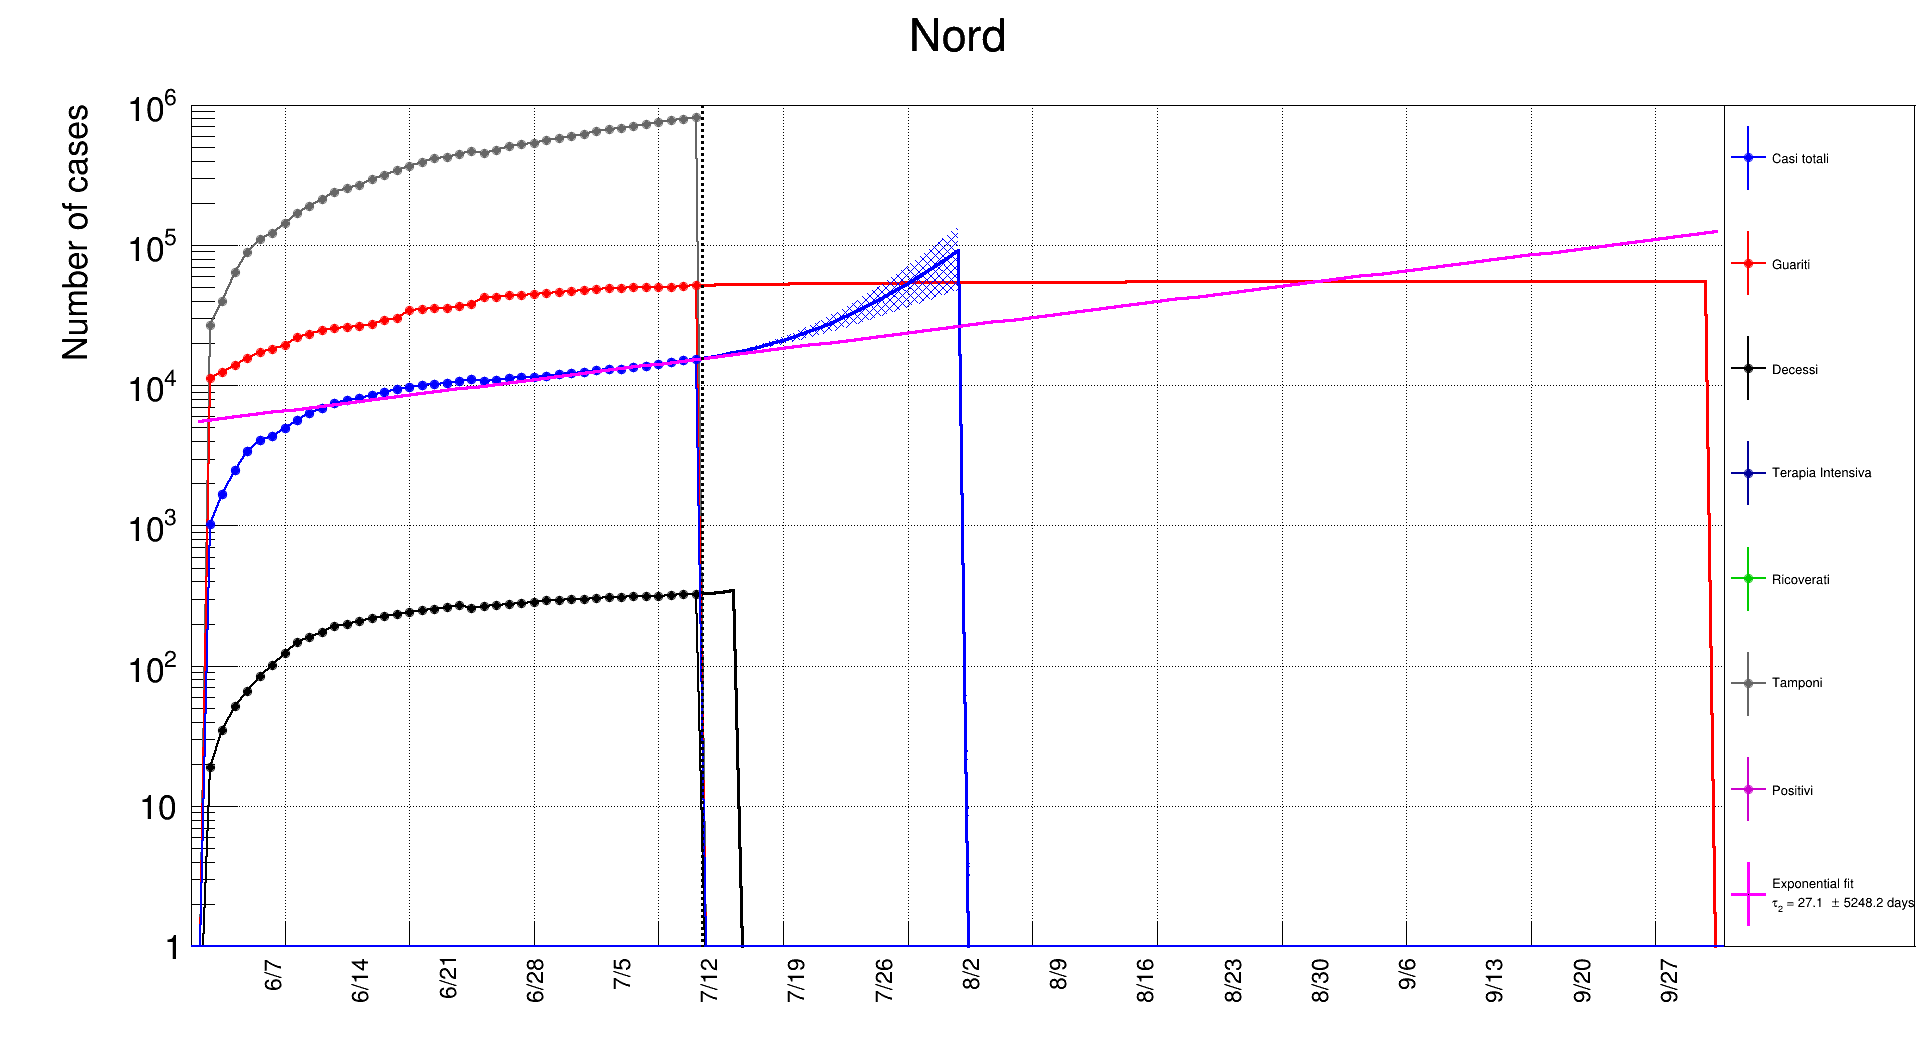 Nord
Number of cases
10^6
10^5
10^4
10^3
10^2
10
1
6/7
6/14
6/21
6/28
7/5
7/12
7/19
7/26
8/2
8/9
8/16
8/23
8/30
9/6
9/13
9/20
9/27
Casi totali
Guariti
Decessi
Terapia Intensiva
Ricoverati
Tamponi
Positivi
Exponential fit
τ₂ = 27.1 ± 5248.2 days